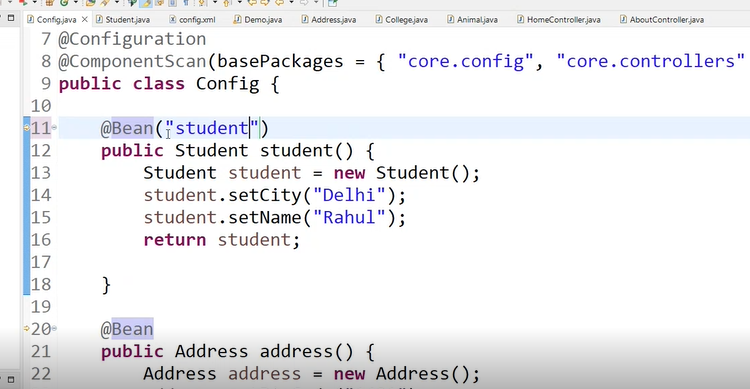 Config.java Student.java config.xml Demo.java Address.java College.java Animal.java HomeController.java AboutController.java
7 @Configuration
8 @ComponentScan(basePackages = { "core.config", "core.controllers"
9 public class Config {
10
11 @Bean("student")
12 public Student student() {
13 Student student = new Student();
14 student.setCity("Delhi");
15 student.setName("Rahul");
16 return student;
17
18 }
19
20 @Bean
21 public Address address() {
22 Address address = new Address();